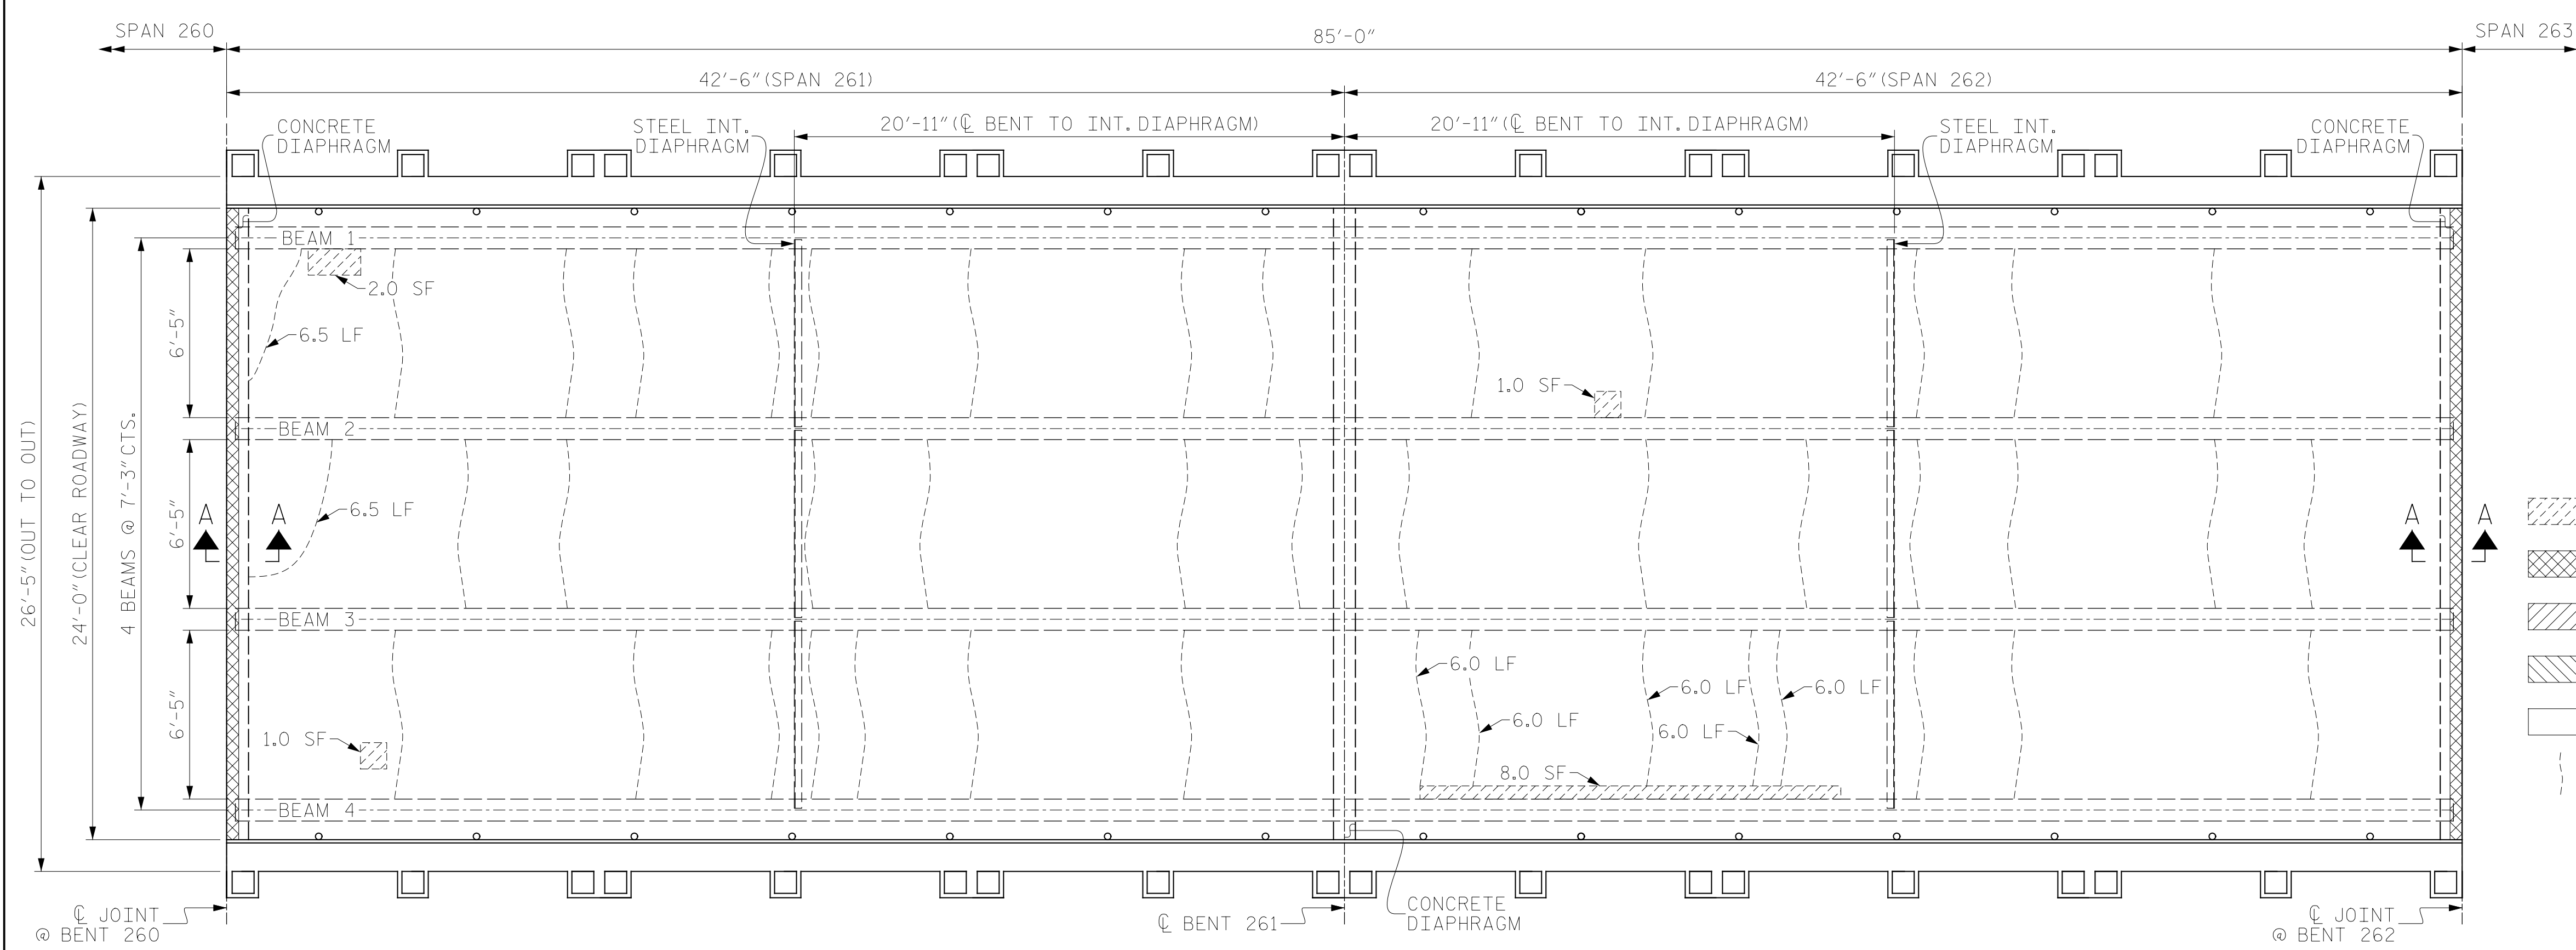 SPAN 260
85'-0"
SPAN 263
42'-6" (SPAN 261)
42'-6" (SPAN 262)
CONCRETE
DIAPHRAGM
STEEL INT.
DIAPHRAGM
20'-11" (℄ BENT TO INT. DIAPHRAGM)
20'-11" (℄ BENT TO INT. DIAPHRAGM)
STEEL INT.
DIAPHRAGM
CONCRETE
DIAPHRAGM
BEAM 1
2.0 SF
6.5 LF
6'-5"
1.0 SF
BEAM 2
26'-5" (OUT TO OUT)
24'-0" (CLEAR ROADWAY)
4 BEAMS @ 7'-3" CTS.
6'-5"
6.5 LF
A
A
A
A
BEAM 3
6'-5"
6.0 LF
6.0 LF
6.0 LF
6.0 LF
6.0 LF
1.0 SF
8.0 SF
BEAM 4
℄ JOINT
@ BENT 260
℄ BENT 261
CONCRETE
DIAPHRAGM
℄ JOINT
@ BENT 262